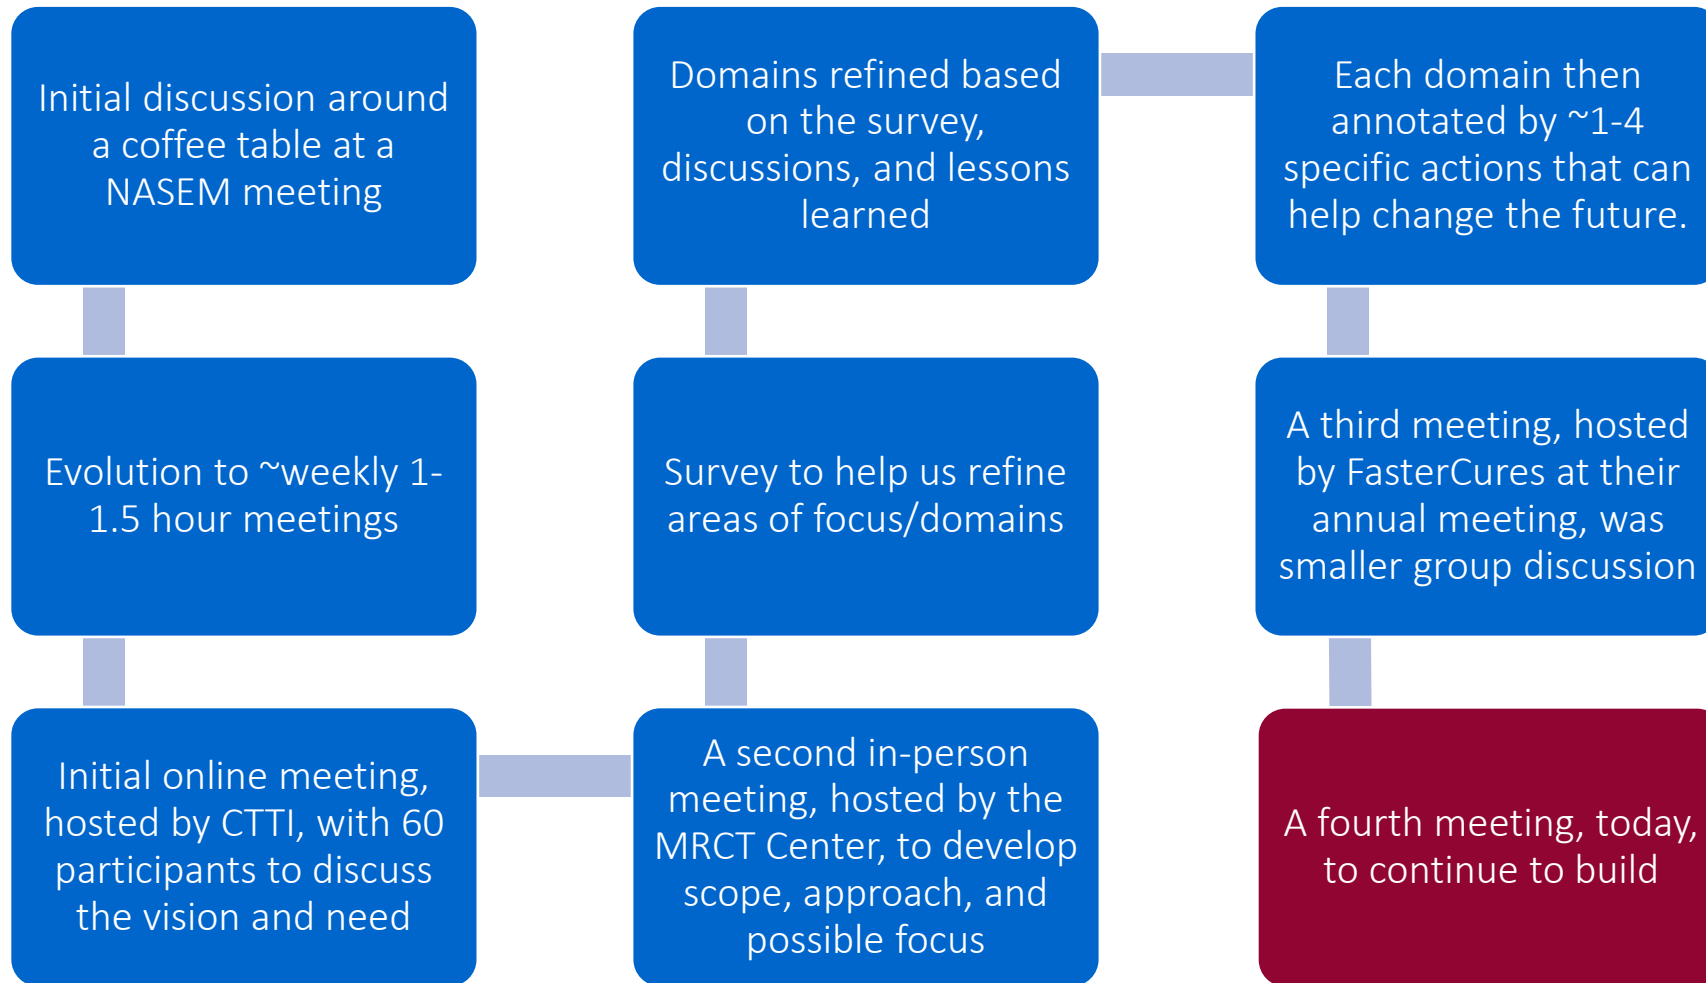 Initial discussion around
a coffee table at a
NASEM meeting
Evolution to ~weekly 1-
1.5 hour meetings
Initial online meeting,
hosted by CTTI, with 60
participants to discuss
the vision and need
A second in-person
meeting, hosted by the
MRCT Center, to develop
scope, approach, and
possible focus
Survey to help us refine
areas of focus/domains
Domains refined based
on the survey,
discussions, and lessons
learned
Each domain then
annotated by ~1-4
specific actions that can
help change the future.
A third meeting, hosted
by FasterCures at their
annual meeting, was
smaller group discussion
A fourth meeting, today,
to continue to build